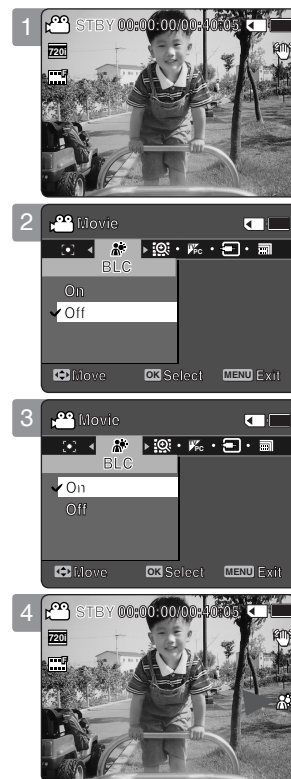 1
STBY 00:00:00/00:40:05
720i
2
Movie
BLC
On
Off
Move OK Select MENU Exit
3
Movie
BLC
On
Off
Move OK Select MENU Exit
4
STBY 00:00:00/00:40:05
720i